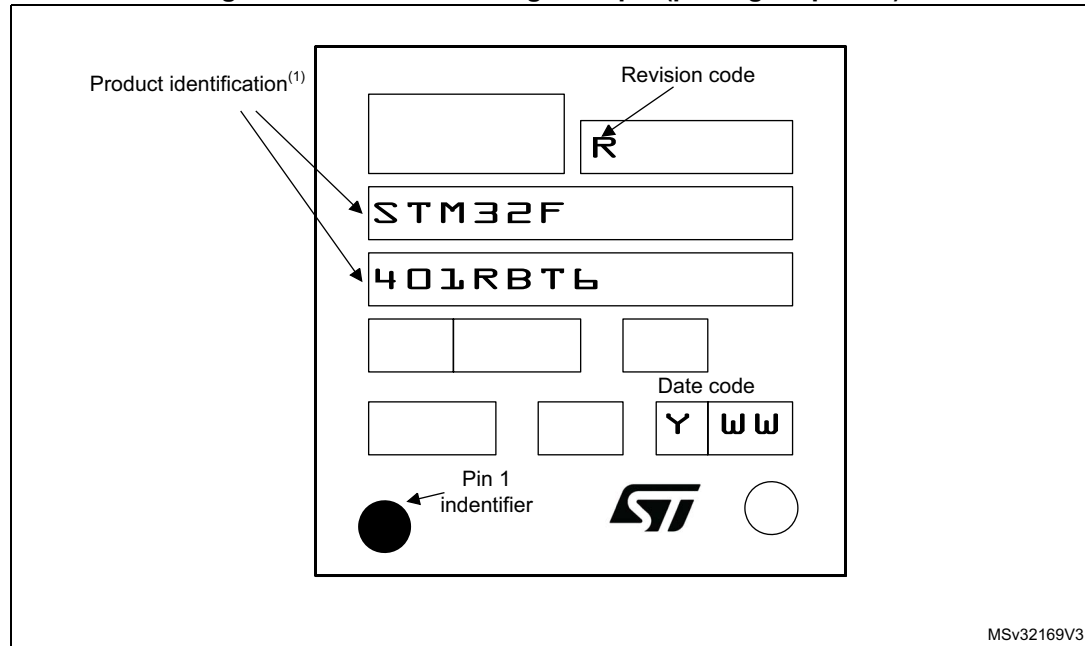 Product identification(1)
Revision code
R
STM32F
401RBT6
Date code
Y WW
Pin 1
indentifier
ST
MSv32169V3